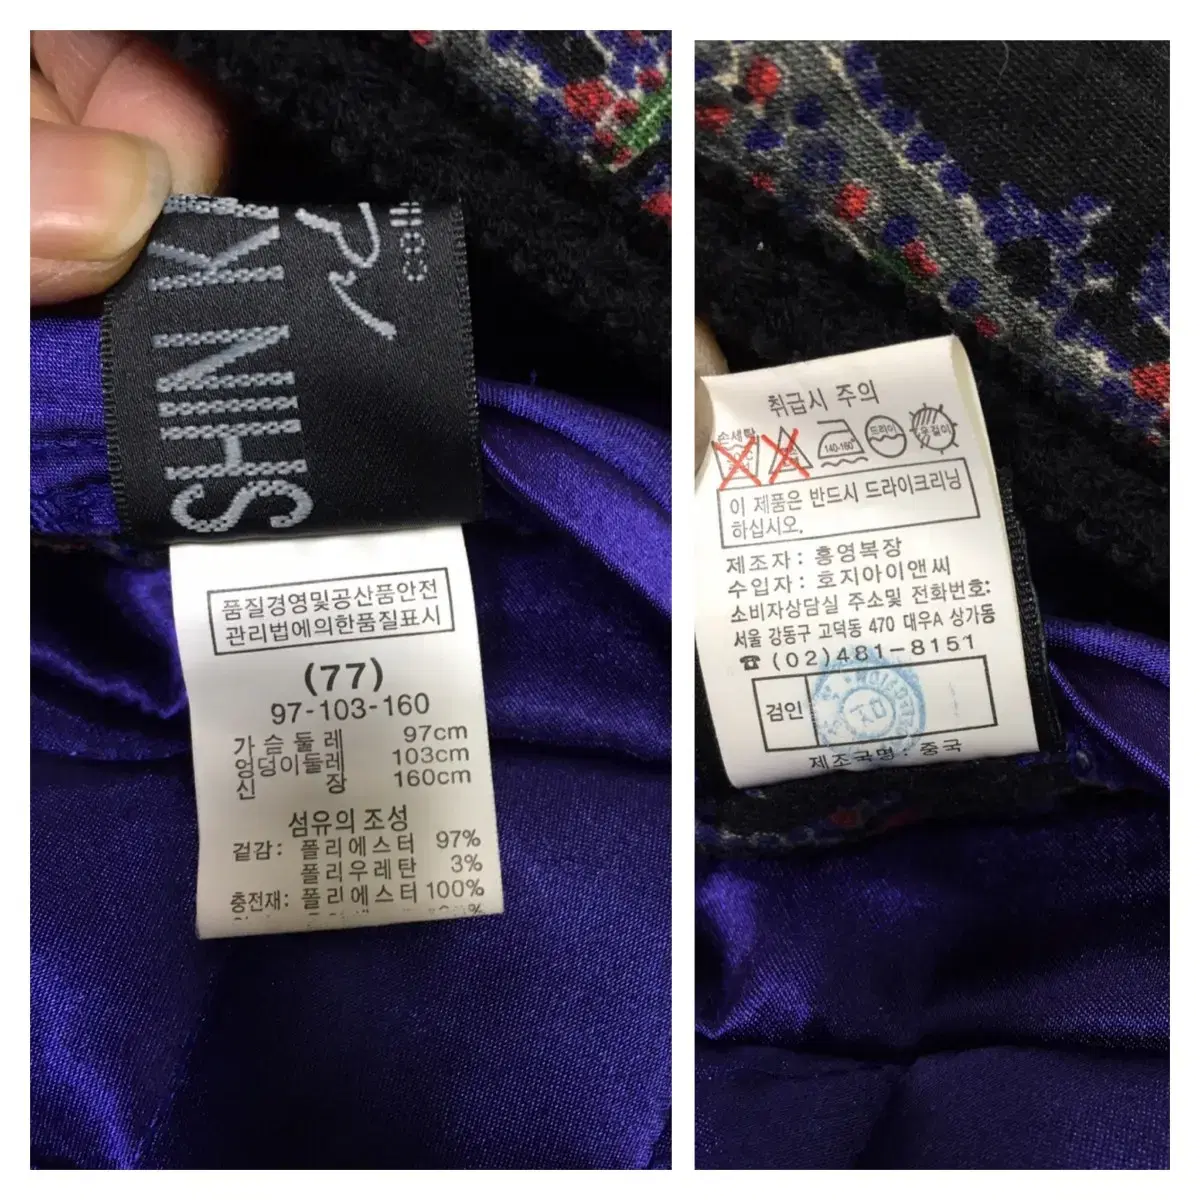 SHIN K
품질경영및공산품안전
관리법에의한품질표시
(77)
97-103-160
가슴둘레 97cm
엉덩이둘레 103cm
신장 160cm
섬유의 조성
겉감: 폴리에스터 97%
폴리우레탄 3%
충전재: 폴리에스터 100%
취급시 주의
손세탁
140-160°
드라이
옷걸이
이 제품은 반드시 드라이크리닝
하십시오.
제조자: 홍영복장
수입자: 호지아이앤씨
소비자상담실 주소및 전화번호:
서울 강동구 고덕동 470 대우A 상가동
☎ (02)481-8151
검인
제조국명: 중국